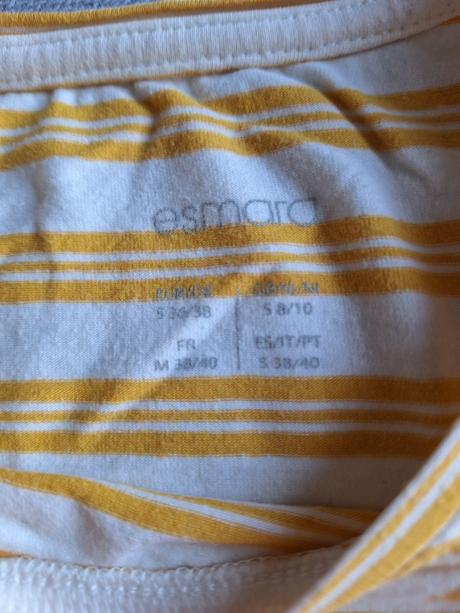 esmara
S 36/38
S 8/10
FR
ES/IT/PT
M 38/40
S 38/40